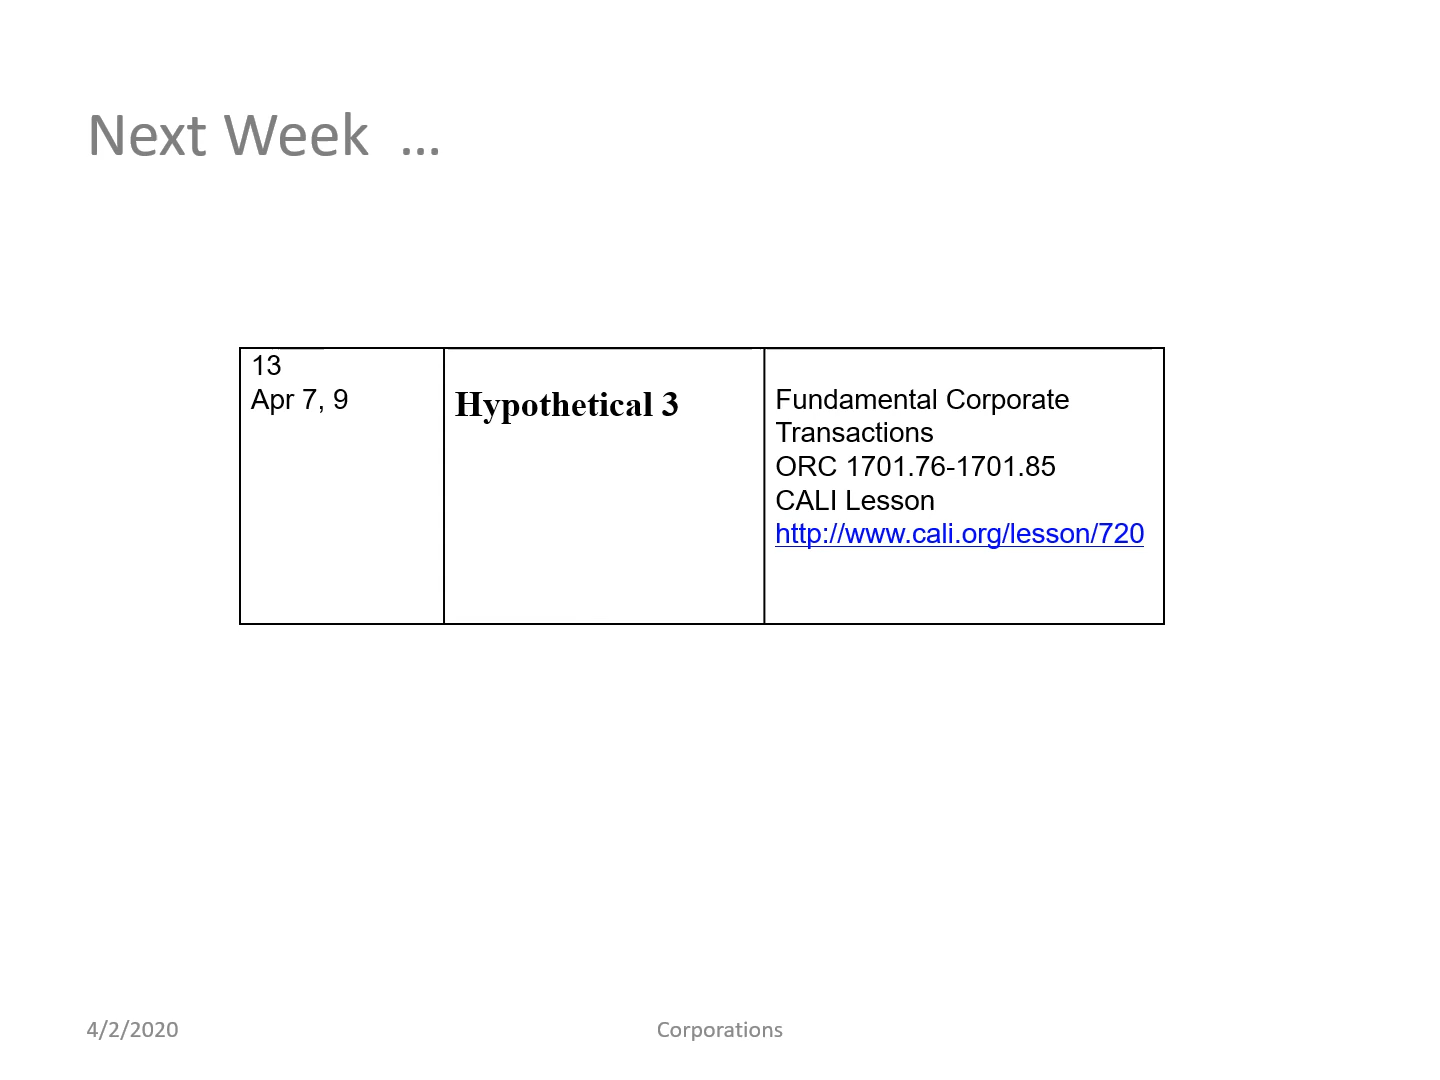 Next Week  ...
13
Apr 7, 9
Hypothetical 3
Fundamental Corporate
Transactions
ORC 1701.76-1701.85
CALI Lesson
http://www.cali.org/lesson/720
4/2/2020
Corporations